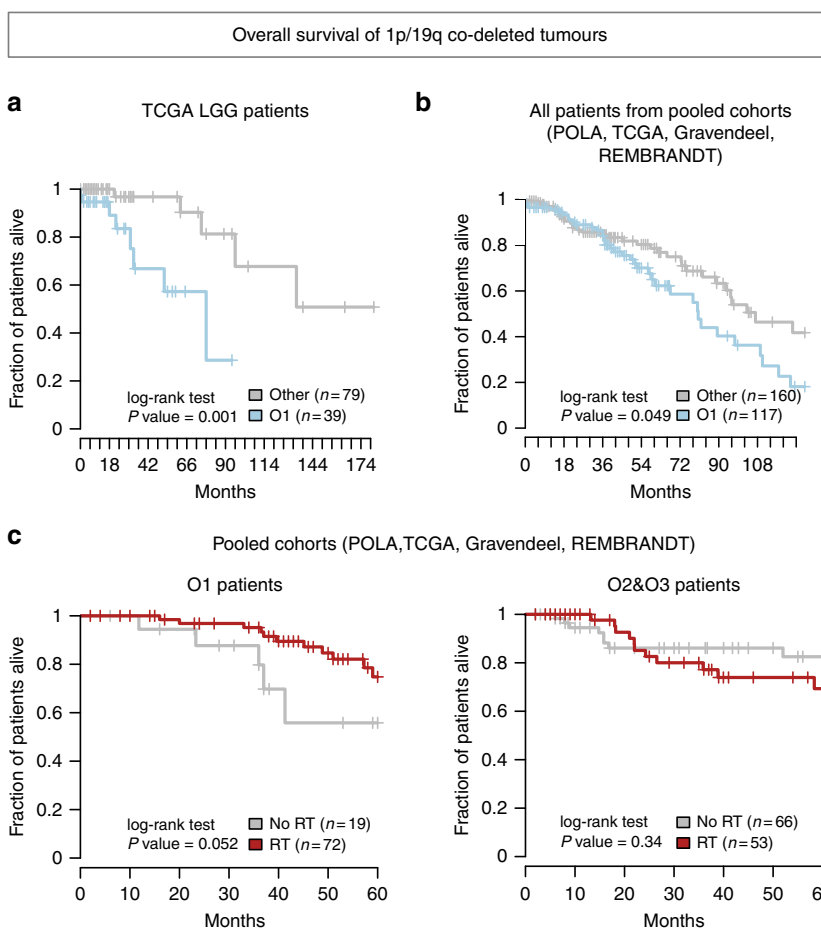 Overall survival of 1p/19q co-deleted tumours
a
TCGA LGG patients
Fraction of patients alive
1
0.8
0.6
0.4
0.2
0
log-rank test
P value = 0.001
Other (n=79)
O1 (n=39)
0 18 42 66 90 114 144 174
Months
b
All patients from pooled cohorts
(POLA, TCGA, Gravendeel,
REMBRANDT)
Fraction of patients alive
1
0.8
0.6
0.4
0.2
0
log-rank test
P value = 0.049
Other (n=160)
O1 (n=117)
0 18 36 54 72 90 108
Months
c
Pooled cohorts (POLA,TCGA, Gravendeel, REMBRANDT)
O1 patients
Fraction of patients alive
1
0.8
0.6
0.4
0.2
0
log-rank test
P value = 0.052
No RT (n=19)
RT (n=72)
0 10 20 30 40 50 60
Months
O2&O3 patients
Fraction of patients alive
1
0.8
0.6
0.4
0.2
0
log-rank test
P value = 0.34
No RT (n=66)
RT (n=53)
0 10 20 30 40 50
Months